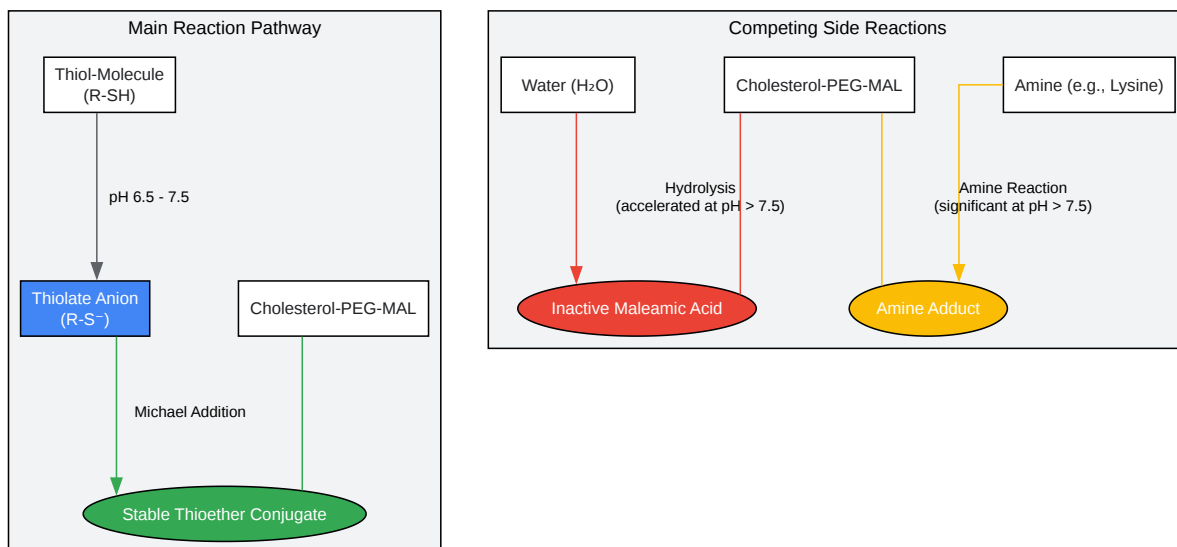 Main Reaction Pathway
Thiol-Molecule
(R-SH)
pH 6.5 - 7.5
Thiolate Anion
(R-S⁻)
Cholesterol-PEG-MAL
Michael Addition
Stable Thioether Conjugate
Competing Side Reactions
Water (H₂O)
Cholesterol-PEG-MAL
Amine (e.g., Lysine)
Hydrolysis
(accelerated at pH > 7.5)
Amine Reaction
(significant at pH > 7.5)
Inactive Maleamic Acid
Amine Adduct